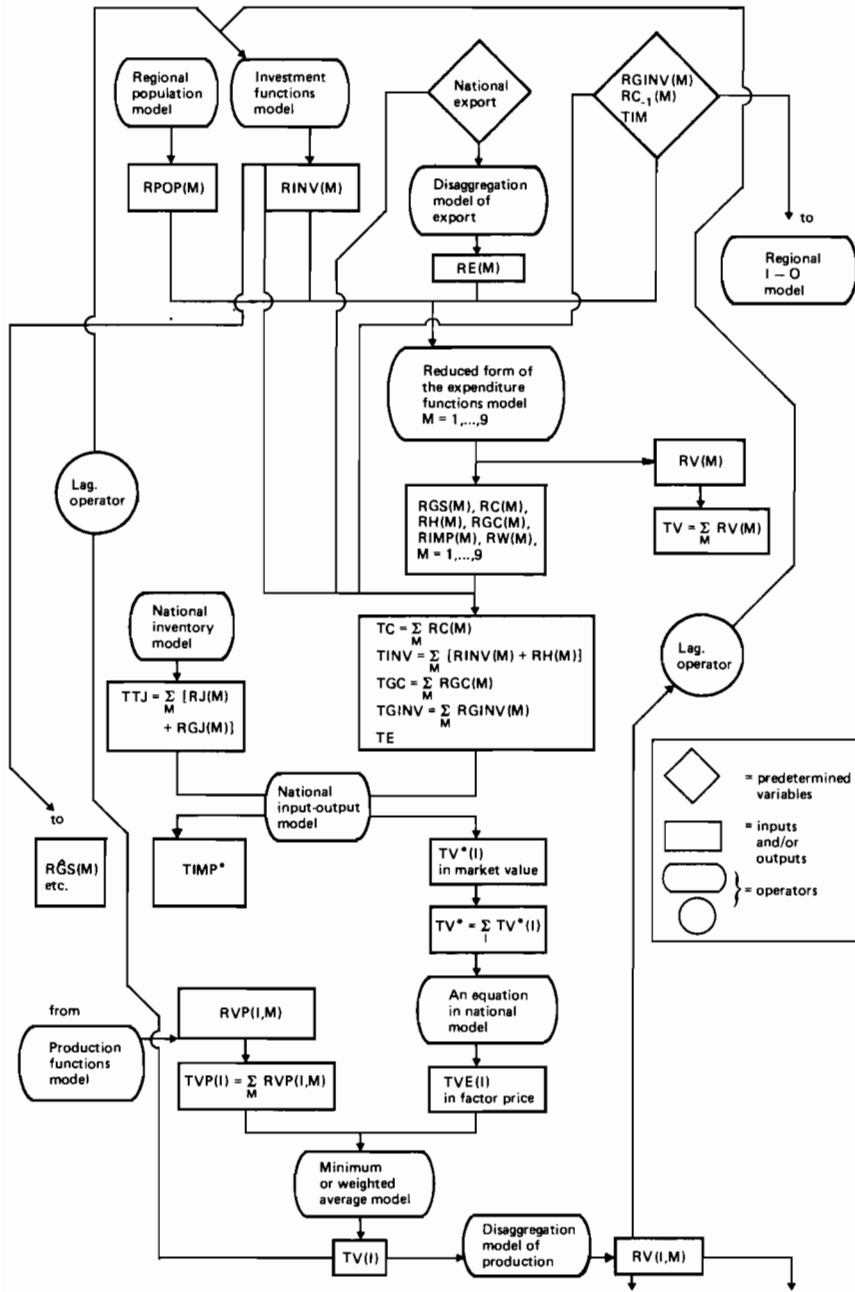 Regional
population
model
Investment
functions
model
National
export
RGINV(M)
RC₋₁(M)
TIM
RPOP(M)
RINV(M)
Disaggregation
model of
export
RE(M)
to
Regional
I – O
model
Reduced form of
the expenditure
functions model
M = 1,...,9
Lag.
operator
RV(M)
RGS(M), RC(M),
RH(M), RGC(M),
RIMP(M), RW(M),
M = 1,...,9
TV = Σ RV(M)
M
National
inventory
model
TC = Σ RC(M)
M
TINV = Σ [RINV(M) + RH(M)]
M
TGC = Σ RGC(M)
M
TGINV = Σ RGINV(M)
M
TE
Lag.
operator
TTJ = Σ [RJ(M)
M
+ RGJ(M)]
National
input-output
model
= predetermined
variables
= inputs
and/or
outputs
} = operators
to
RGS(M)
etc.
TIMP*
TV*(I)
in market value
TV* = Σ TV*(I)
I
from
Production
functions
model
RVP(I,M)
An equation
in national
model
TVP(I) = Σ RVP(I,M)
M
TVE(I)
in factor price
Minimum
or weighted
average model
TV(I)
Disaggregation
model of
production
RV(I,M)